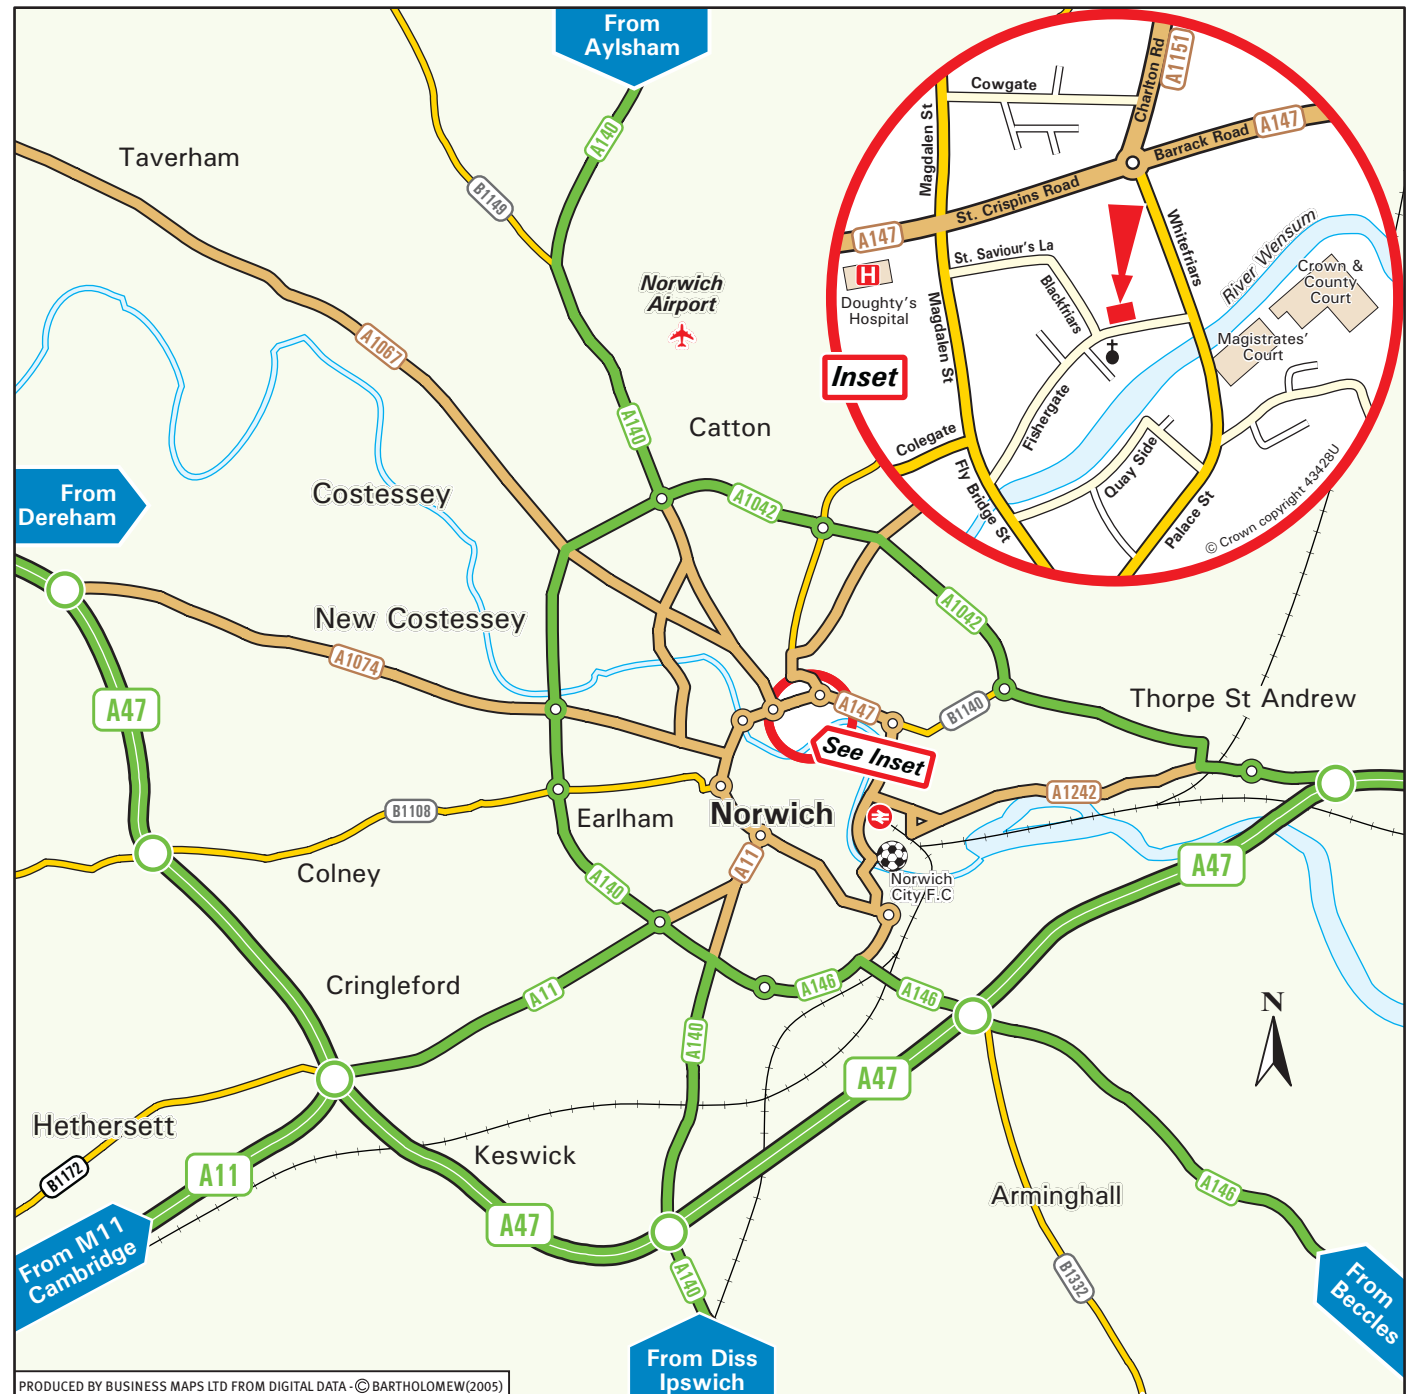 From
Aylsham
A140
Taverham
B1149
Norwich
Airport
A1067
A140
Catton
Costessey
A1042
From
Dereham
New Costessey
A1074
A47
A1042
Thorpe St Andrew
B1140
A147
See Inset
A1242
B1108
Earlham
Norwich
A47
Colney
A11
A140
Norwich
City F.C
Cringleford
A11
A146
A146
N
A140
A47
Hethersett
B1172
A11
Keswick
A47
Arminghall
A146
From M11
Cambridge
A140
B1332
From
Beccles
From Diss
Ipswich
PRODUCED BY BUSINESS MAPS LTD FROM DIGITAL DATA - © BARTHOLOMEW(2005)
Inset
Cowgate
Charlton Rd
A1151
Magdalen St
Barrack Road
A147
St. Crispins Road
A147
St. Saviour's La
Whitefriars
River Wensum
H
Doughty's
Hospital
Blackfriars
Crown &
County
Court
Magdalen St
Magistrates'
Court
Fishergate
Colegate
Quay Side
Fly Bridge St
Palace St
© Crown copyright 43428U